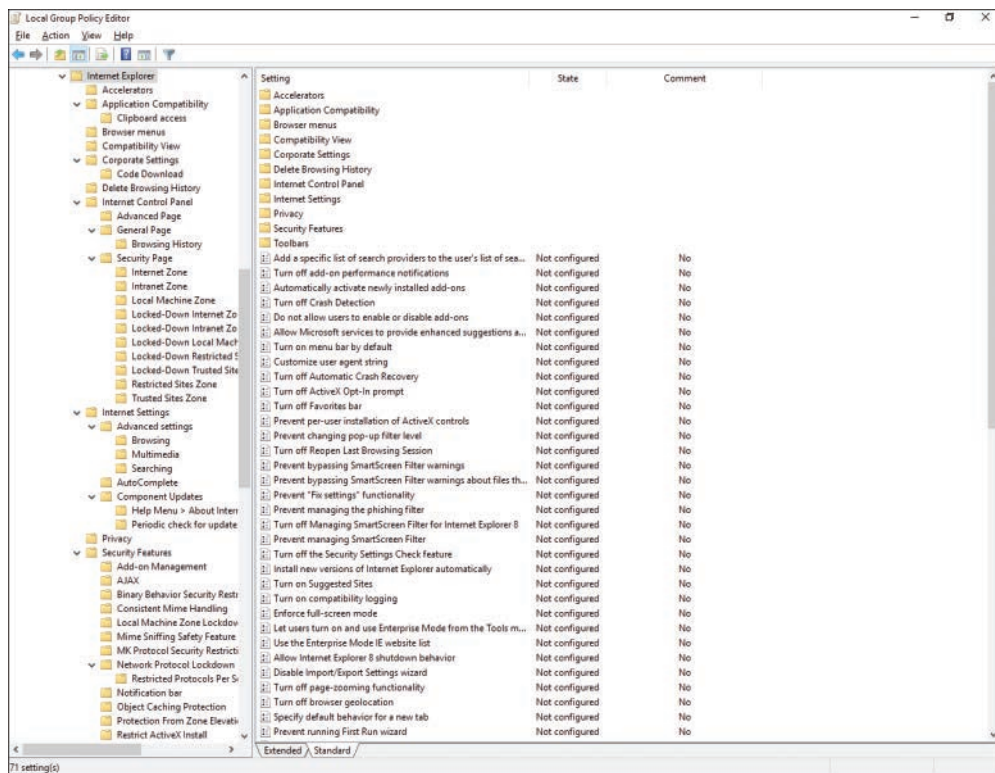 Local Group Policy Editor
File Action View Help
Internet Explorer
Accelerators
Application Compatibility
Clipboard access
Browser menus
Compatibility View
Corporate Settings
Code Download
Delete Browsing History
Internet Control Panel
Advanced Page
General Page
Browsing History
Security Page
Internet Zone
Intranet Zone
Local Machine Zone
Locked-Down Internet Zo
Locked-Down Intranet Zo
Locked-Down Local Mach
Locked-Down Restricted S
Locked-Down Trusted Site
Restricted Sites Zone
Trusted Sites Zone
Internet Settings
Advanced settings
Browsing
Multimedia
Searching
AutoComplete
Component Updates
Help Menu > About Intern
Periodic check for update
Privacy
Security Features
Add-on Management
AJAX
Binary Behavior Security Restr
Consistent Mime Handling
Local Machine Zone Lockdov
Mime Sniffing Safety Feature
MK Protocol Security Restricti
Network Protocol Lockdown
Restricted Protocols Per Se
Notification bar
Object Caching Protection
Protection From Zone Elevati
Restrict ActiveX Install
Setting State Comment
Accelerators
Application Compatibility
Browser menus
Compatibility View
Corporate Settings
Delete Browsing History
Internet Control Panel
Internet Settings
Privacy
Security Features
Toolbars
Add a specific list of search providers to the user's list of sea... Not configured No
Turn off add-on performance notifications Not configured No
Automatically activate newly installed add-ons Not configured No
Turn off Crash Detection Not configured No
Do not allow users to enable or disable add-ons Not configured No
Allow Microsoft services to provide enhanced suggestions a... Not configured No
Turn on menu bar by default Not configured No
Customize user agent string Not configured No
Turn off Automatic Crash Recovery Not configured No
Turn off ActiveX Opt-In prompt Not configured No
Turn off Favorites bar Not configured No
Prevent per-user installation of ActiveX controls Not configured No
Prevent changing pop-up filter level Not configured No
Turn off Reopen Last Browsing Session Not configured No
Prevent bypassing SmartScreen Filter warnings Not configured No
Prevent bypassing SmartScreen Filter warnings about files th... Not configured No
Prevent "Fix settings" functionality Not configured No
Prevent managing the phishing filter Not configured No
Turn off Managing SmartScreen Filter for Internet Explorer 8 Not configured No
Prevent managing SmartScreen Filter Not configured No
Turn off the Security Settings Check feature Not configured No
Install new versions of Internet Explorer automatically Not configured No
Turn on Suggested Sites Not configured No
Turn on compatibility logging Not configured No
Enforce full-screen mode Not configured No
Let users turn on and use Enterprise Mode from the Tools m... Not configured No
Use the Enterprise Mode IE website list Not configured No
Allow Internet Explorer 8 shutdown behavior Not configured No
Disable Import/Export Settings wizard Not configured No
Turn off page-zooming functionality Not configured No
Turn off browser geolocation Not configured No
Specify default behavior for a new tab Not configured No
Prevent running First Run wizard Not configured No
Extended Standard
71 setting(s)